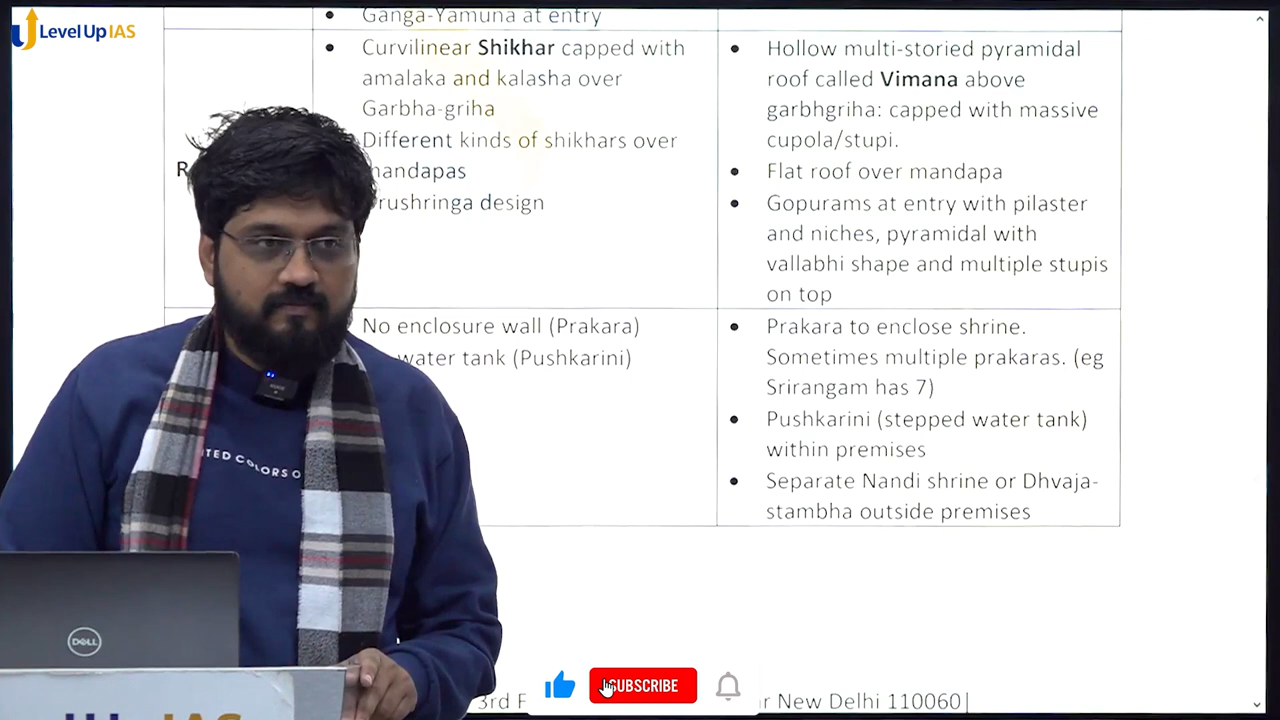 Level Up IAS
Ganga-Yamuna at entry
• Curvilinear Shikhar capped with
amalaka and kalasha over
Garbha-griha
Different kinds of shikhars over
mandapas
design
• Hollow multi-storied pyramidal
roof called Vimana above
garbhgriha: capped with massive
cupola/stupi.
• Flat roof over mandapa
• Gopurams at entry with pilaster
and niches, pyramidal with
vallabhi shape and multiple stupis
on top
No enclosure wall (Prakara)
water tank (Pushkarini)
• Prakara to enclose shrine.
Sometimes multiple prakaras. (eg
Srirangam has 7)
• Pushkarini (stepped water tank)
within premises
• Separate Nandi shrine or Dhvaja-
stambha outside premises
COLORS O
DELL
SUBSCRIBE
3rd F
New Delhi 110060|
IAS